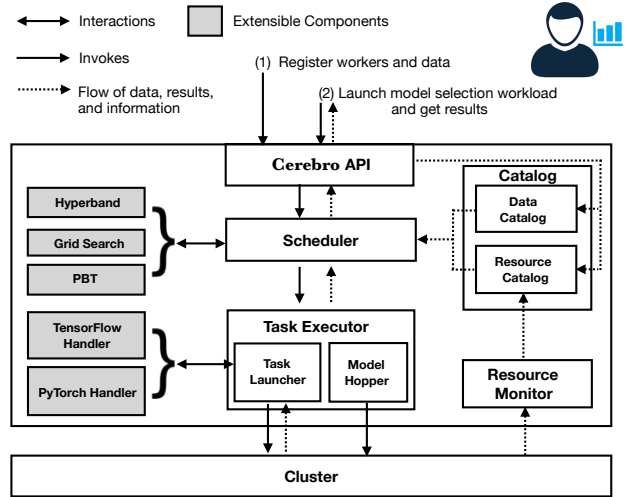 Interactions
Extensible Components
Invokes
Flow of data, results,
and information
(1) Register workers and data
(2) Launch model selection workload
and get results
Cerebro API
Catalog
Hyperband
Grid Search
PBT
Scheduler
Data
Catalog
Resource
Catalog
TensorFlow
Handler
PyTorch Handler
Task Executor
Task
Launcher
Model
Hopper
Resource
Monitor
Cluster